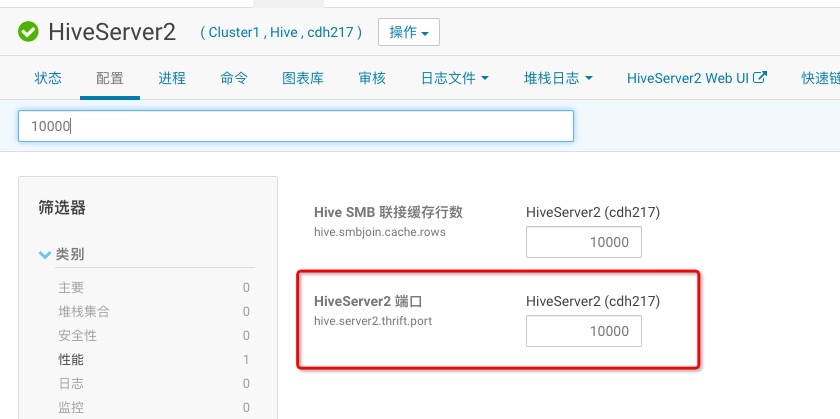 HiveServer2 ( Cluster1 , Hive , cdh217 ) 操作
状态 配置 进程 命令 图表库 审核 日志文件 堆栈日志 HiveServer2 Web UI 快速链
10000
筛选器
类别
主要 0
堆栈集合 0
安全性 0
性能 1
日志 0
监控 0
Hive SMB 联接缓存行数 HiveServer2 (cdh217)
hive.smbjoin.cache.rows 10000
HiveServer2 端口 HiveServer2 (cdh217)
hive.server2.thrift.port 10000